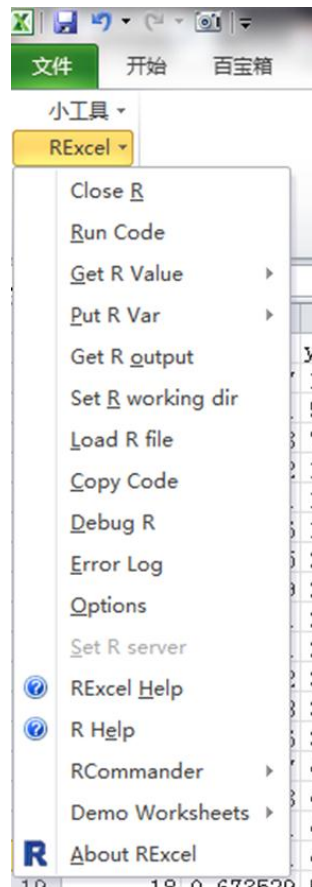 文件 开始 百宝箱
小工具
RExcel
Close R
Run Code
Get R Value
Put R Var
Get R output
Set R working dir
Load R file
Copy Code
Debug R
Error Log
Options
Set R server
RExcel Help
R Help
RCommander
Demo Worksheets
About RExcel